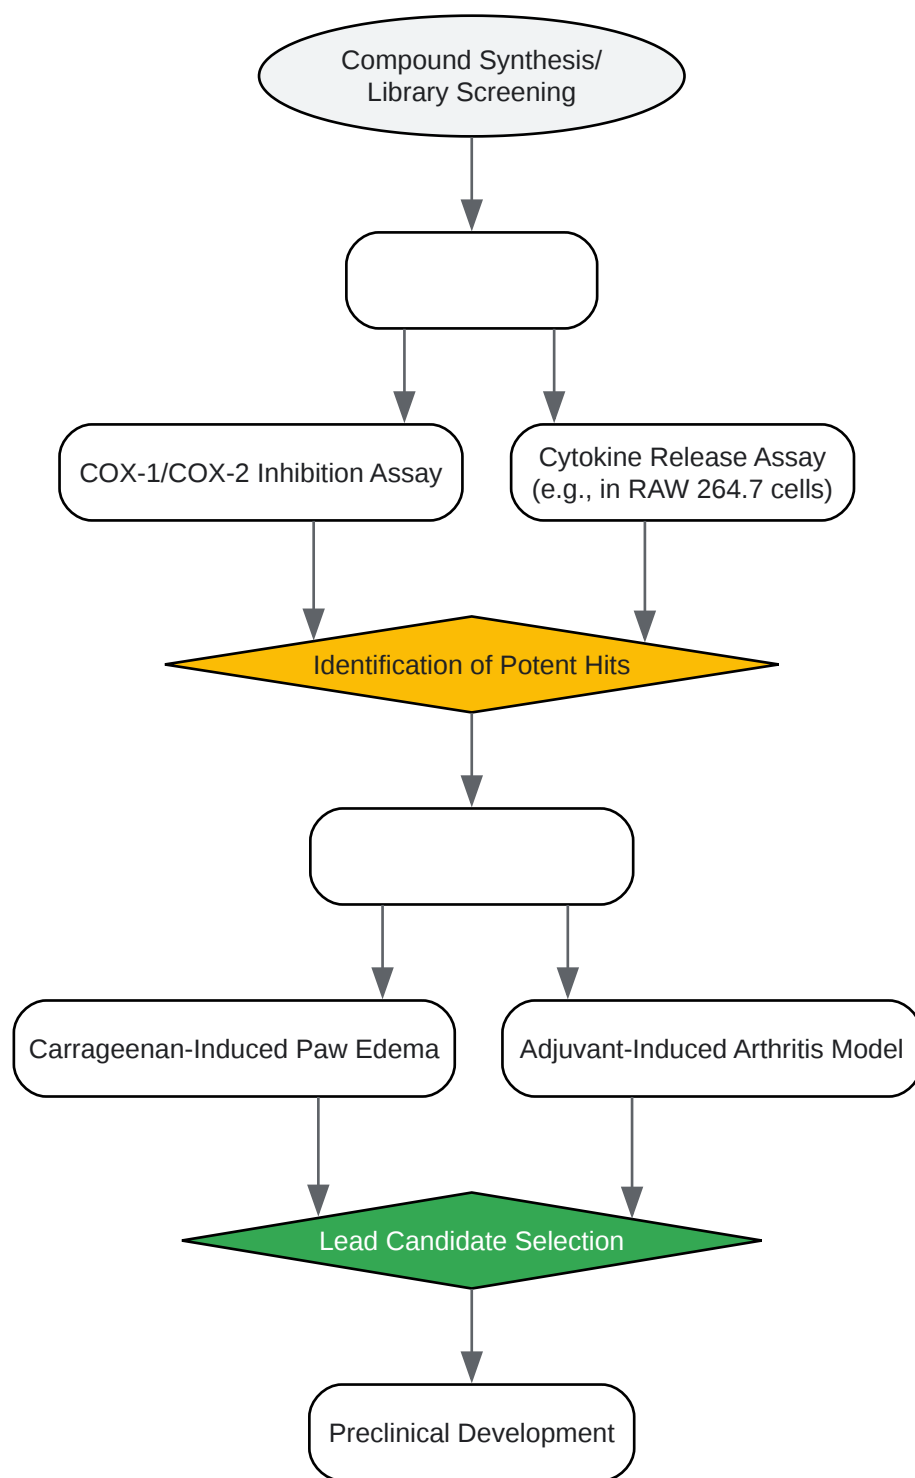 Compound Synthesis/
Library Screening
COX-1/COX-2 Inhibition Assay
Cytokine Release Assay
(e.g., in RAW 264.7 cells)
Identification of Potent Hits
Carrageenan-Induced Paw Edema
Adjuvant-Induced Arthritis Model
Lead Candidate Selection
Preclinical Development